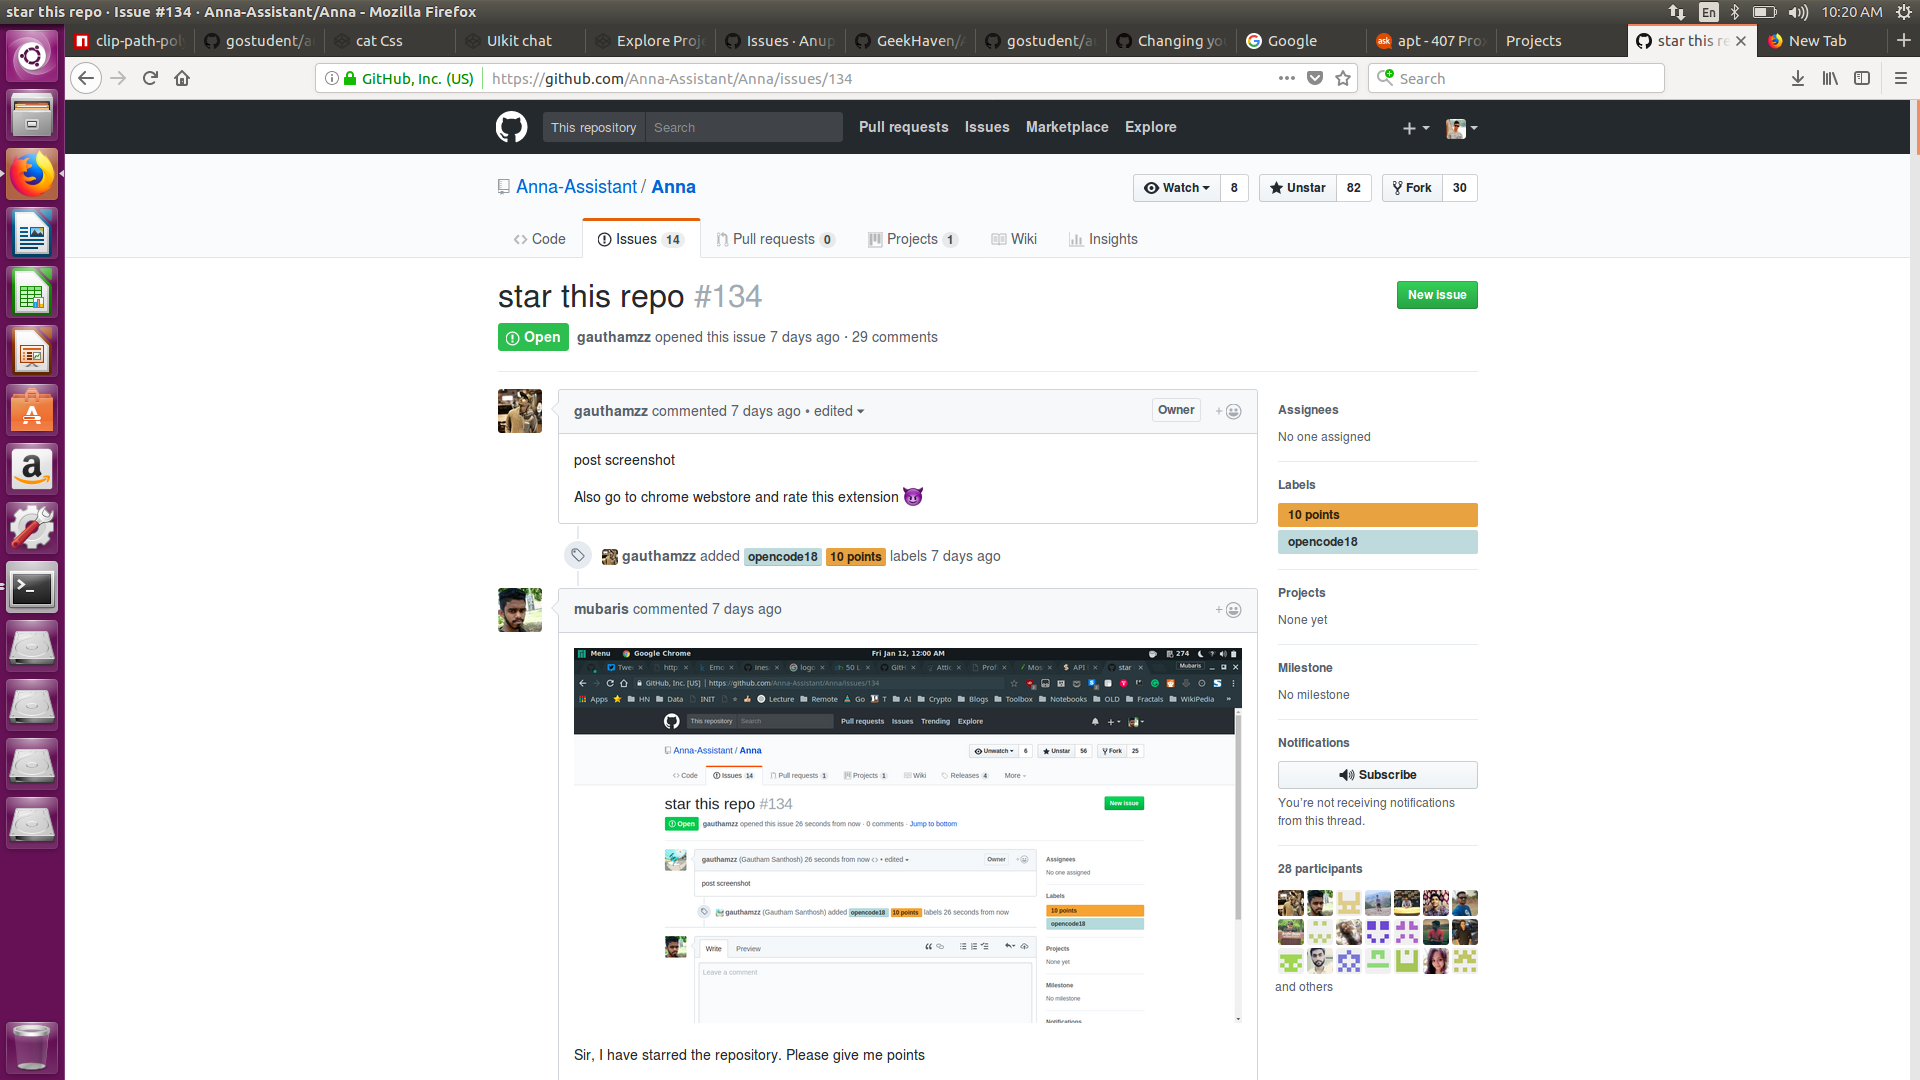 star this repo · Issue #134 · Anna-Assistant/Anna - Mozilla Firefox
En
10:20 AM
clip-path-pol
gostudent/a
cat Css
UIkit chat
Explore Proj
Issues · Anup
GeekHaven/A
gostudent/a
Changing yo
Google
ask
apt - 407 Pro
Projects
star this re
New Tab
GitHub, Inc. (US)
https://github.com/Anna-Assistant/Anna/issues/134
Search
This repository
Search
Pull requests
Issues
Marketplace
Explore
Anna-Assistant / Anna
Watch 8
Unstar 82
Fork 30
Code
Issues 14
Pull requests 0
Projects 1
Wiki
Insights
star this repo #134
New issue
Open
gauthamzz opened this issue 7 days ago · 29 comments
gauthamzz commented 7 days ago • edited
Owner
post screenshot
Also go to chrome webstore and rate this extension 😈
gauthamzz added opencode18 10 points labels 7 days ago
mubaris commented 7 days ago
Menu
Google Chrome
Fri Jan 12, 12:00 AM
274
Mubaris
GitHub, Inc. [US] | https://github.com/Anna-Assistant/Anna/issues/134
Apps
HN
Data
INIT
Lecture
Remote
Go
T
AI
Crypto
Blogs
Toolbox
Notebooks
OLD
Fractals
WikiPedia
This repository
Search
Pull requests
Issues
Trending
Explore
Anna-Assistant / Anna
Unwatch 6
Unstar 56
Fork 25
Code
Issues 14
Pull requests 1
Projects 1
Wiki
Releases 4
More
star this repo #134
New issue
Open
gauthamzz opened this issue 26 seconds from now · 0 comments · Jump to bottom
gauthamzz (Gautham Santhosh) 26 seconds from now <> • edited
Owner
post screenshot
gauthamzz (Gautham Santhosh) added opencode18 10 points labels 26 seconds from now
Write
Preview
Leave a comment
Assignees
No one assigned
Labels
10 points
opencode18
Projects
None yet
Milestone
No milestone
Notifications
Sir, I have starred the repository. Please give me points
Assignees
No one assigned
Labels
10 points
opencode18
Projects
None yet
Milestone
No milestone
Notifications
Subscribe
You're not receiving notifications
from this thread.
28 participants
and others